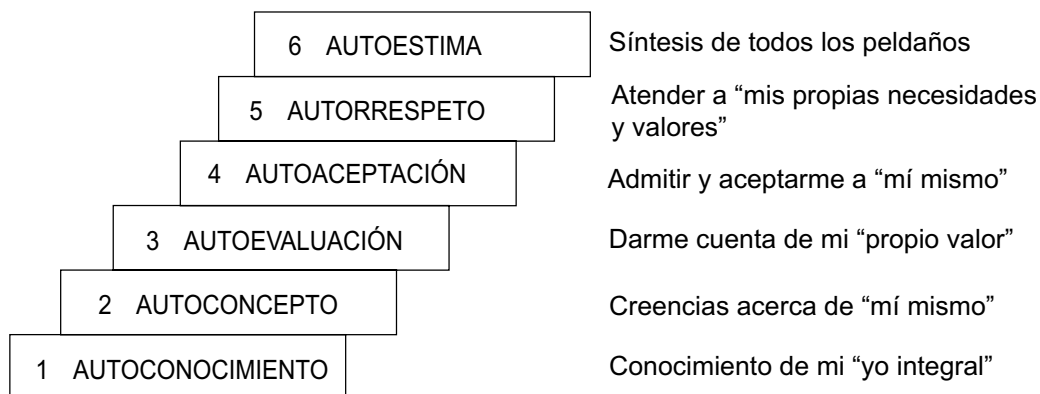 6 AUTOESTIMA
Síntesis de todos los peldaños
5 AUTORRESPETO
Atender a “mis propias necesidades
y valores”
4 AUTOACEPTACIÓN
Admitir y aceptarme a “mí mismo”
3 AUTOEVALUACIÓN
Darme cuenta de mi “propio valor”
2 AUTOCONCEPTO
Creencias acerca de “mí mismo”
1 AUTOCONOCIMIENTO
Conocimiento de mi “yo integral”